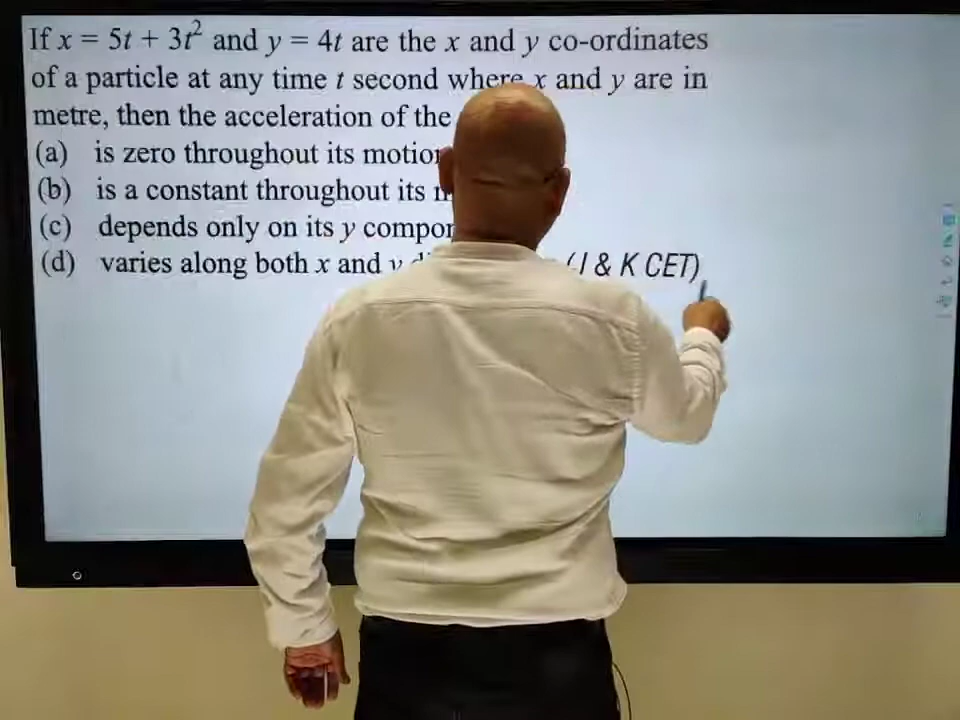 If x = 5t + 3t² and y = 4t are the x and y co-ordinates
of a particle at any time t second where x and y are in
metre, then the acceleration of the
(a) is zero throughout its motion
(b) is a constant throughout its
(c) depends only on its y
(d) varies along both x and y (J & K CET)